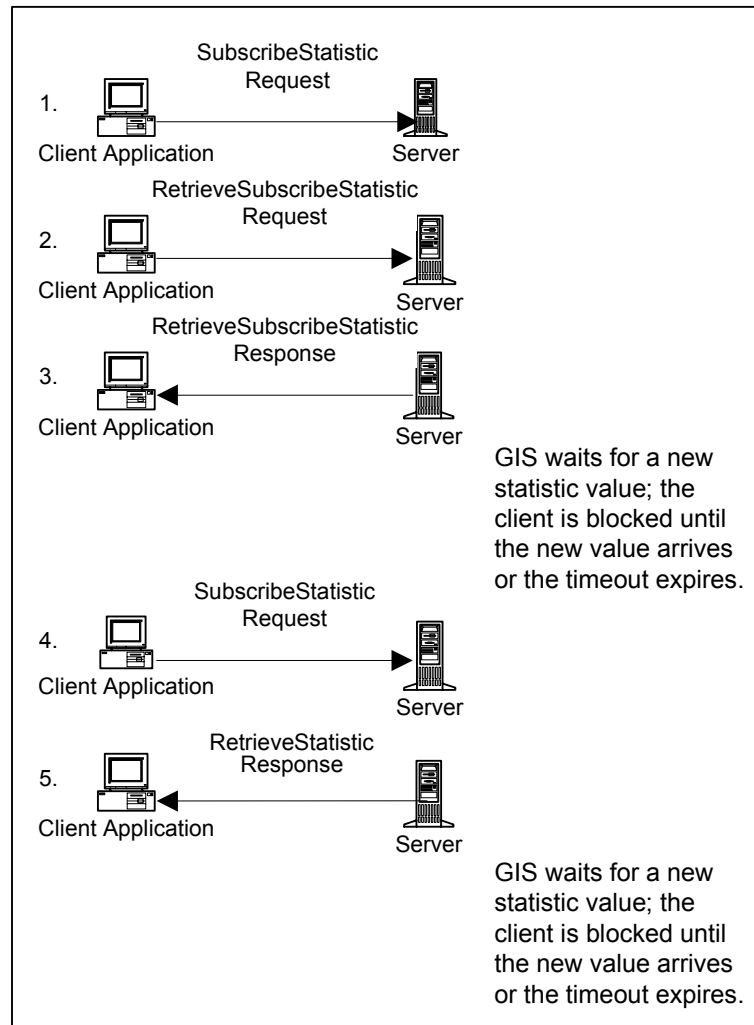 SubscribeStatistic
Request
1.
Client Application
Server
RetrieveSubscribeStatistic
Request
2.
Client Application
Server
RetrieveSubscribeStatistic
Response
3.
Client Application
Server
GIS waits for a new
statistic value; the
client is blocked until
the new value arrives
or the timeout expires.
SubscribeStatistic
Request
4.
Client Application
Server
RetrieveStatistic
Response
5.
Client Application
Server
GIS waits for a new
statistic value; the
client is blocked until
the new value arrives
or the timeout expires.